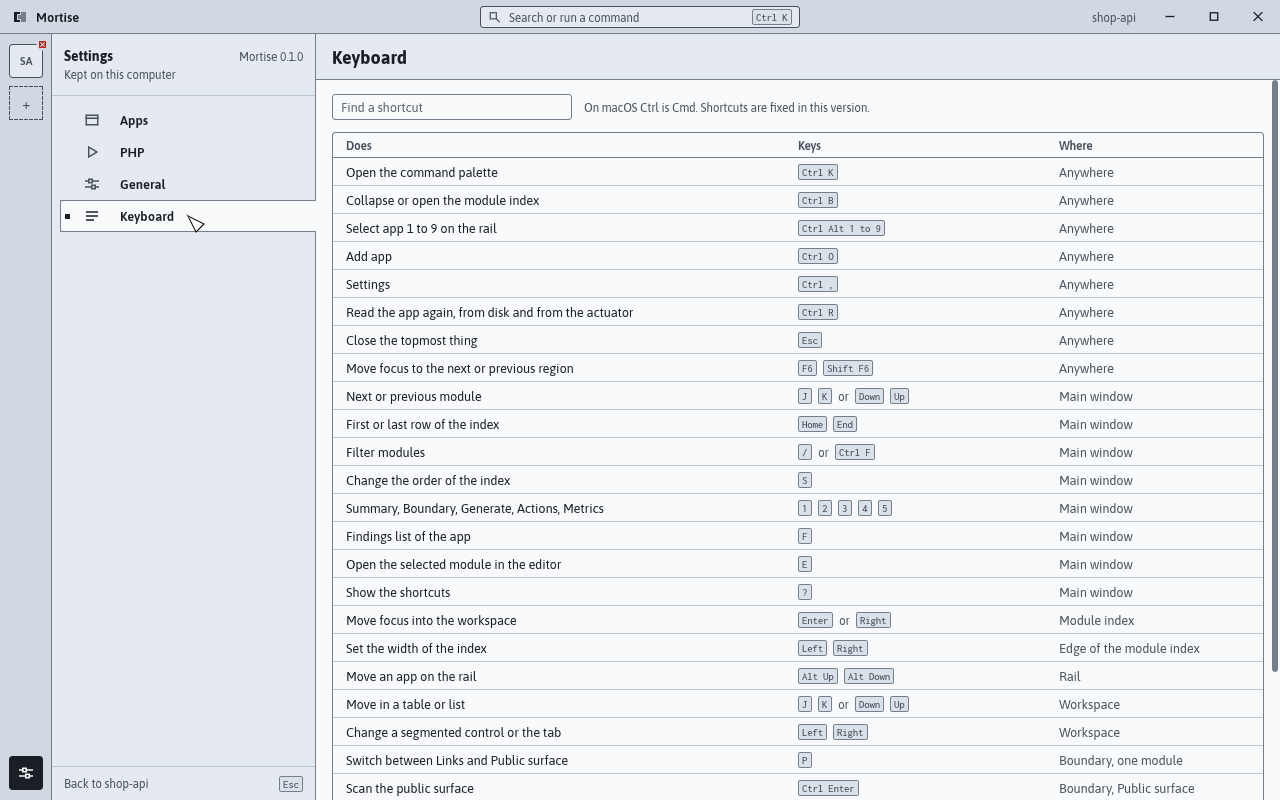 Mortise
Search or run a command Ctrl K
shop-api
SA
+
Settings Mortise 0.1.0
Kept on this computer
Apps
PHP
General
Keyboard
Back to shop-api Esc
Keyboard
Find a shortcut On macOS Ctrl is Cmd. Shortcuts are fixed in this version.
Does Keys Where
Open the command palette Ctrl K Anywhere
Collapse or open the module index Ctrl B Anywhere
Select app 1 to 9 on the rail Ctrl Alt 1 to 9 Anywhere
Add app Ctrl O Anywhere
Settings Ctrl , Anywhere
Read the app again, from disk and from the actuator Ctrl R Anywhere
Close the topmost thing Esc Anywhere
Move focus to the next or previous region F6 Shift F6 Anywhere
Next or previous module J K or Down Up Main window
First or last row of the index Home End Main window
Filter modules / or Ctrl F Main window
Change the order of the index S Main window
Summary, Boundary, Generate, Actions, Metrics 1 2 3 4 5 Main window
Findings list of the app F Main window
Open the selected module in the editor E Main window
Show the shortcuts ? Main window
Move focus into the workspace Enter or Right Module index
Set the width of the index Left Right Edge of the module index
Move an app on the rail Alt Up Alt Down Rail
Move in a table or list J K or Down Up Workspace
Change a segmented control or the tab Left Right Workspace
Switch between Links and Public surface P Boundary, one module
Scan the public surface Ctrl Enter Boundary, Public surface